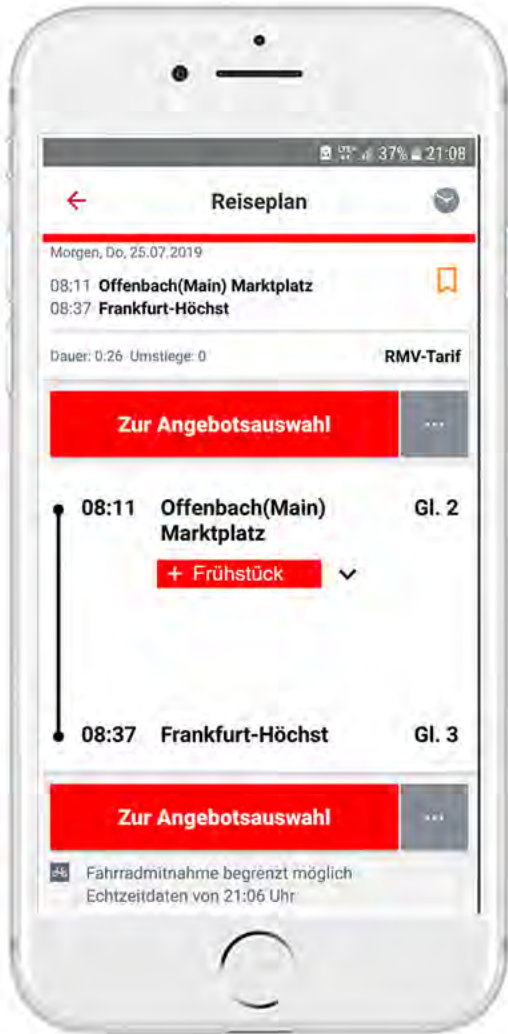 37% 21:08
Reiseplan
Morgen, Do, 25.07.2019
08:11 Offenbach(Main) Marktplatz
08:37 Frankfurt-Höchst
Dauer: 0:26 Umstiege: 0 RMV-Tarif
Zur Angebotsauswahl ...
08:11 Offenbach(Main) Gl. 2
Marktplatz
+ Frühstück
08:37 Frankfurt-Höchst Gl. 3
Zur Angebotsauswahl ...
Fahrradmitnahme begrenzt möglich
Echtzeitdaten von 21:06 Uhr